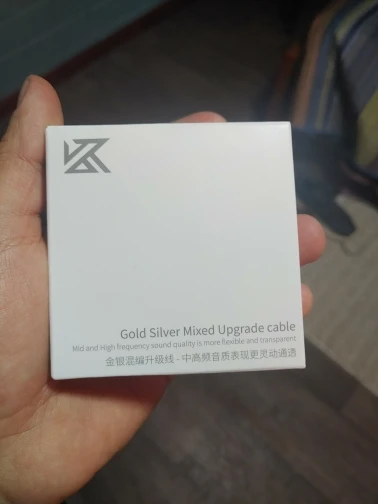 KZ
Gold Silver Mixed Upgrade cable
Mid and High frequency sound quality is more flexible and transparent
金银混编升级线 - 中高频音质表现更灵动通透